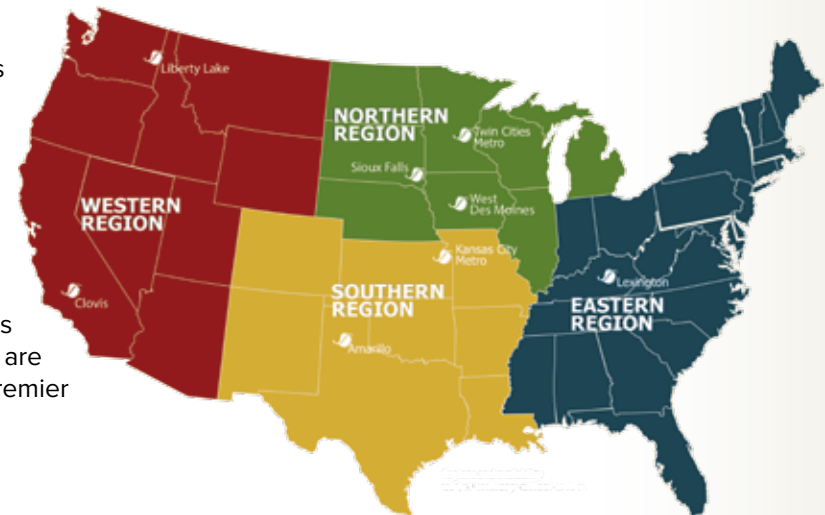 s
Liberty Lake
NORTHERN
REGION
Twin Cities
Metro
Sioux Falls
West
Des Moines
WESTERN
REGION
Kansas City
Metro
Clovis
SOUTHERN
REGION
Lexington
EASTERN
REGION
Amarillo
s
are
remier